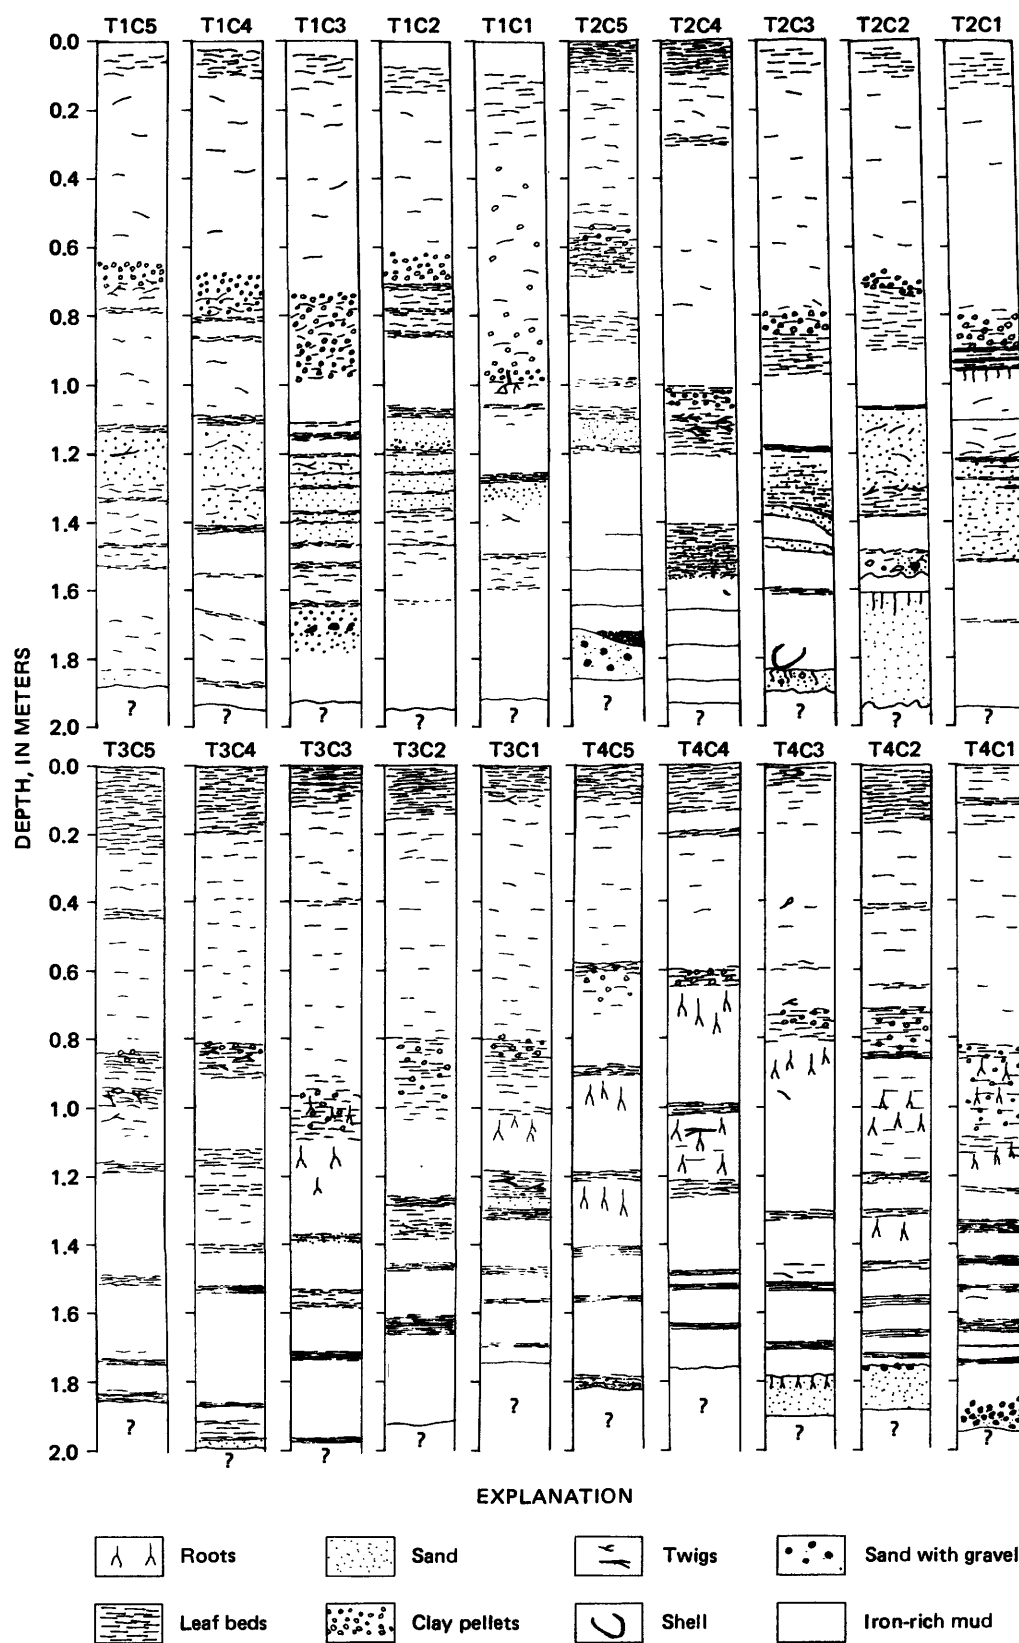 T1C5 T1C4 T1C3 T1C2 T1C1 T2C5 T2C4 T2C3 T2C2 T2C1
0.0
0.2
0.4
0.6
0.8
1.0
1.2
1.4
1.6
1.8
2.0
? ? ? ? ? ? ? ? ? ?
DEPTH, IN METERS
T3C5 T3C4 T3C3 T3C2 T3C1 T4C5 T4C4 T4C3 T4C2 T4C1
0.0
0.2
0.4
0.6
0.8
1.0
1.2
1.4
1.6
1.8
2.0
? ? ? ? ? ? ? ? ? ?
EXPLANATION
Roots Sand Twigs Sand with gravel
Leaf beds Clay pellets Shell Iron-rich mud